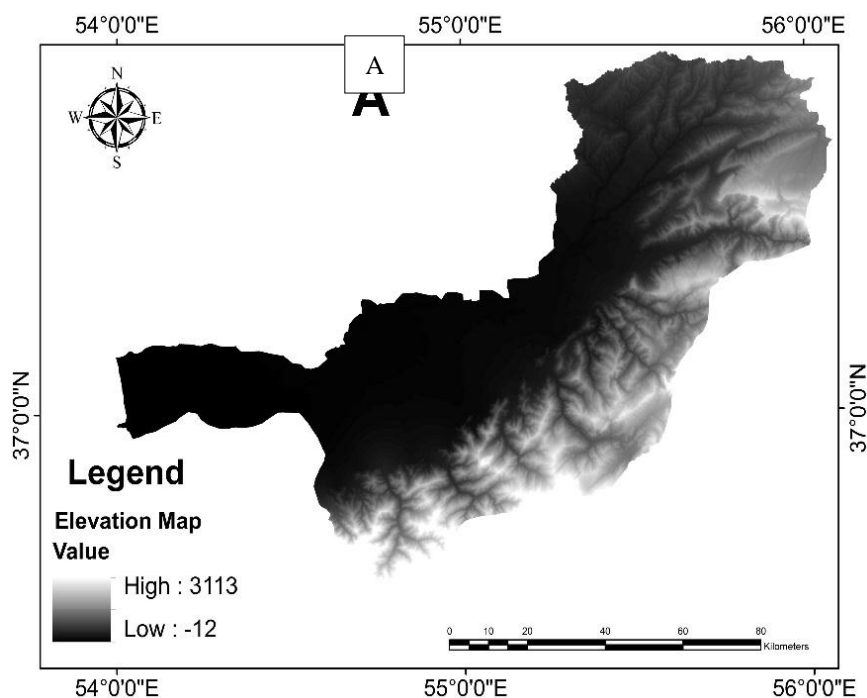 54°0'0"E 55°0'0"E 56°0'0"E
A
A
N
W E
S
37°0'0"N 37°0'0"N
Legend
Elevation Map
Value
High : 3113
Low : -12
0 5 10 20 40 60 80
Kilometers
54°0'0"E 55°0'0"E 56°0'0"E